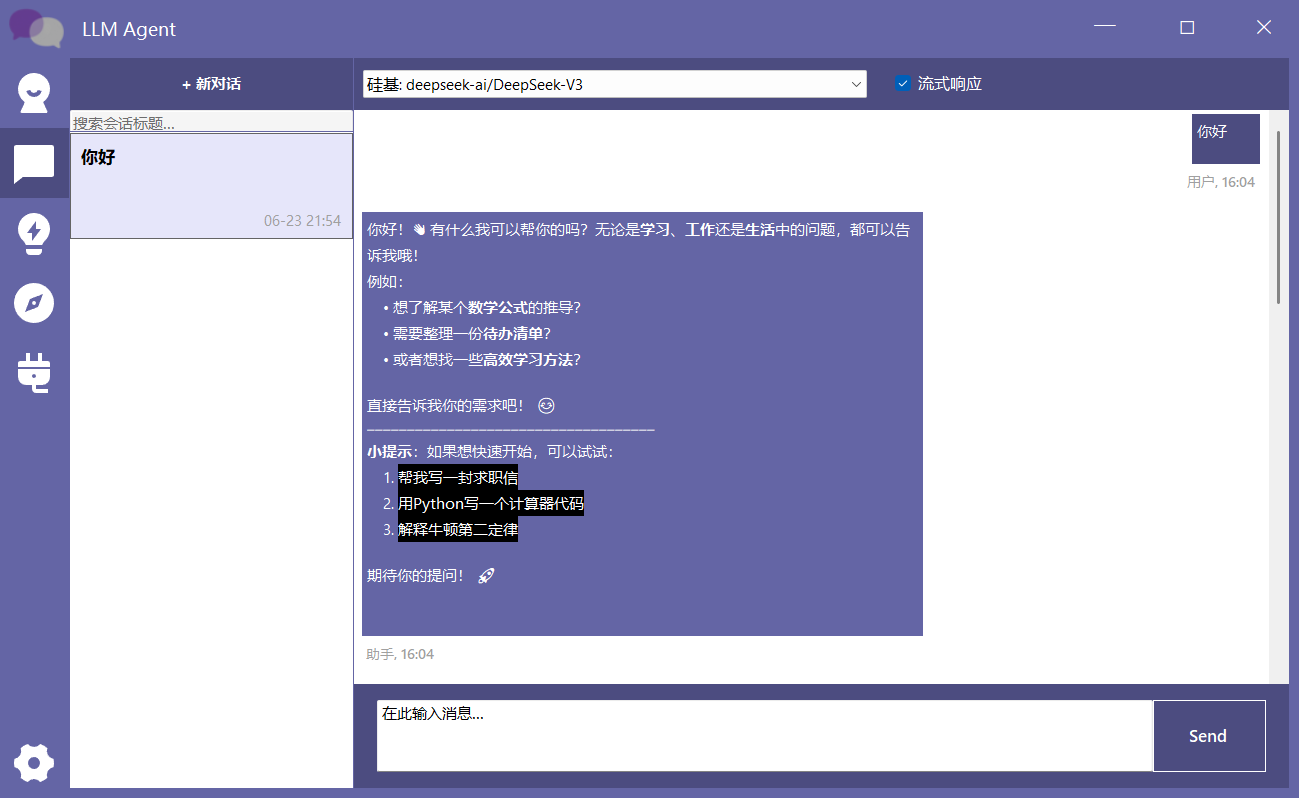 LLM Agent
+ 新对话
硅基: deepseek-ai/DeepSeek-V3
流式响应
搜索会话标题...
你好
06-23 21:54
你好
用户, 16:04
你好！👋 有什么我可以帮你的吗？无论是学习、工作还是生活中的问题，都可以告
诉我哦！
例如：
• 想了解某个数学公式的推导？
• 需要整理一份待办清单？
• 或者想找一些高效学习方法？
直接告诉我你的需求吧！ 😊
————————————————————
小提示：如果想快速开始，可以试试：
1. 帮我写一封求职信
2. 用Python写一个计算器代码
3. 解释牛顿第二定律
期待你的提问！ 🚀
助手, 16:04
在此输入消息...
Send